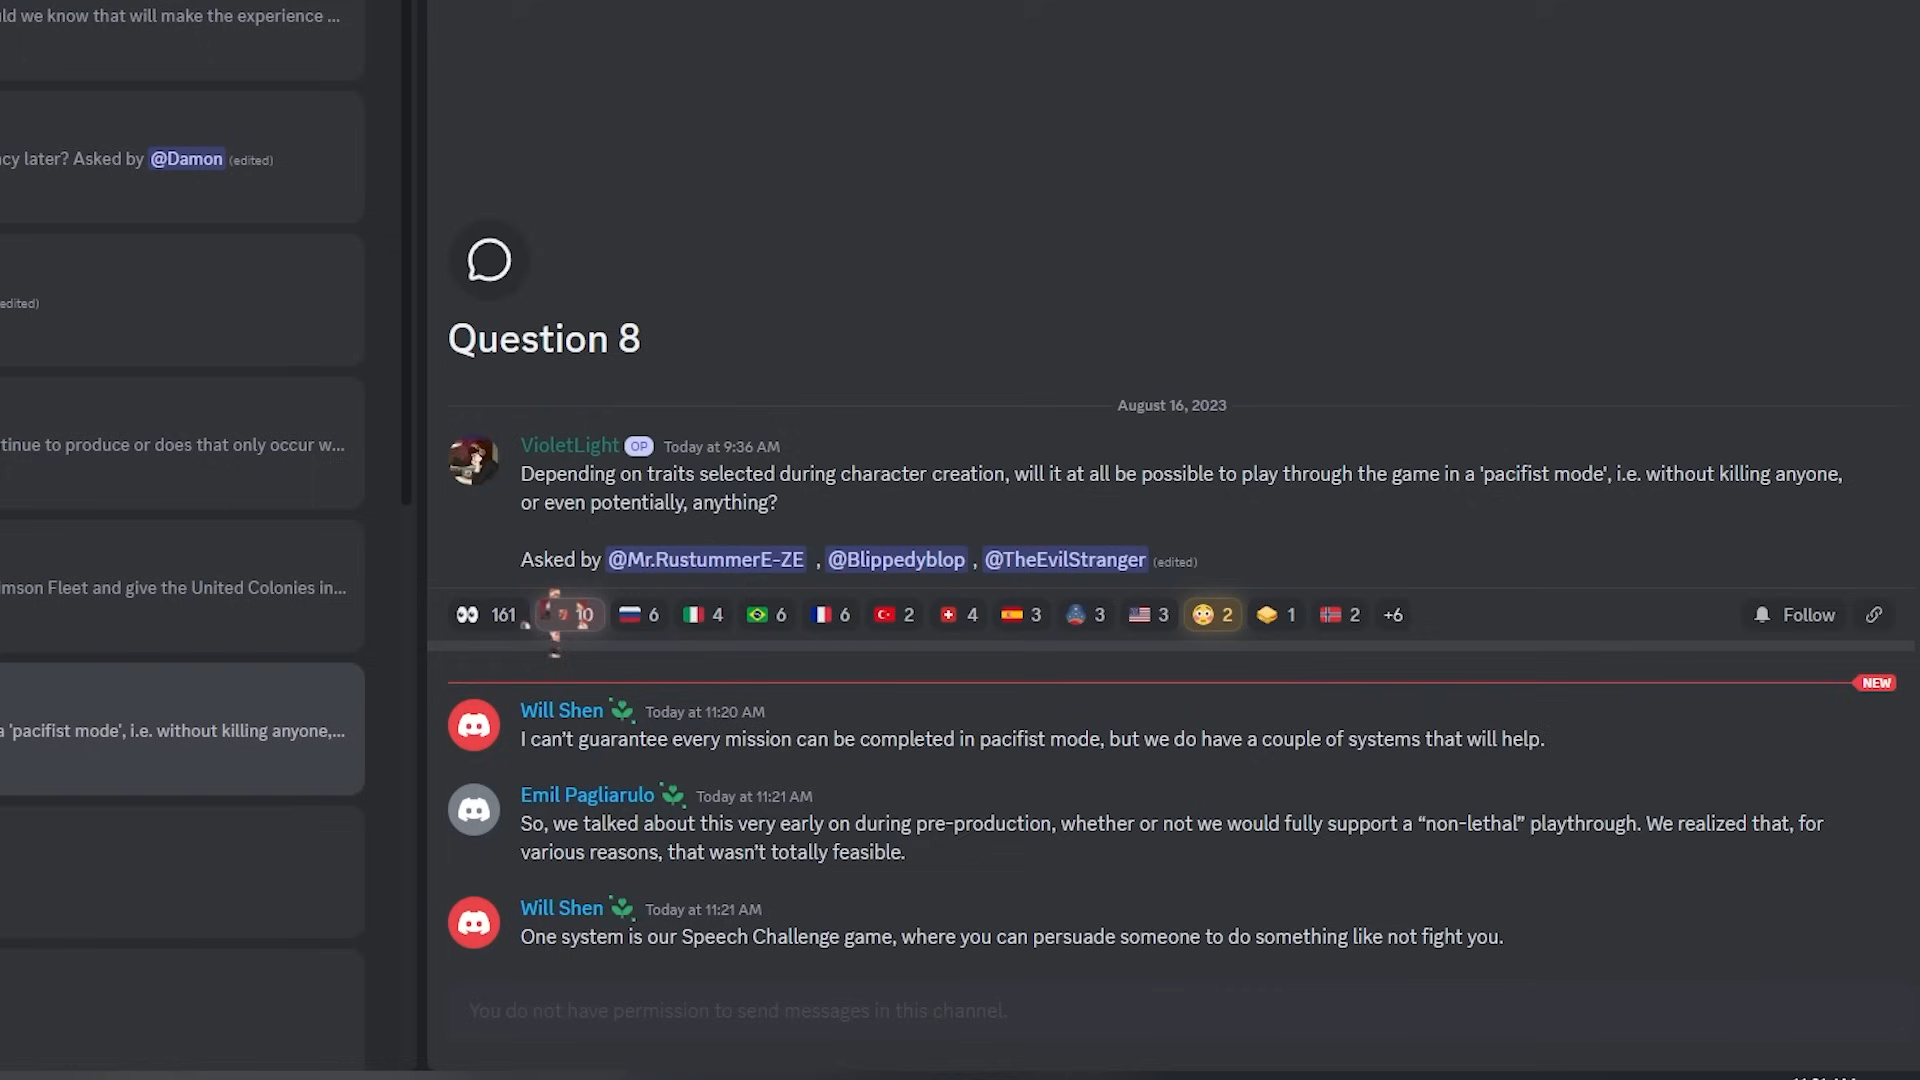 ld we know that will make the experience ...
cy later? Asked by @Damon (edited)
edited)
tinue to produce or does that only occur w...
mson Fleet and give the United Colonies in...
a 'pacifist mode', i.e. without killing anyone,...
Question 8
August 16, 2023
VioletLight OP Today at 9:36 AM
Depending on traits selected during character creation, will it at all be possible to play through the game in a 'pacifist mode', i.e. without killing anyone,
or even potentially, anything?
Asked by @Mr.RustummerE-ZE , @Blippedyblop , @TheEvilStranger (edited)
161 10 6 4 6 6 2 4 3 3 3 2 1 2 +6 Follow
NEW
Will Shen Today at 11:20 AM
I can’t guarantee every mission can be completed in pacifist mode, but we do have a couple of systems that will help.
Emil Pagliarulo Today at 11:21 AM
So, we talked about this very early on during pre-production, whether or not we would fully support a “non-lethal” playthrough. We realized that, for
various reasons, that wasn’t totally feasible.
Will Shen Today at 11:21 AM
One system is our Speech Challenge game, where you can persuade someone to do something like not fight you.
You do not have permission to send messages in this channel.